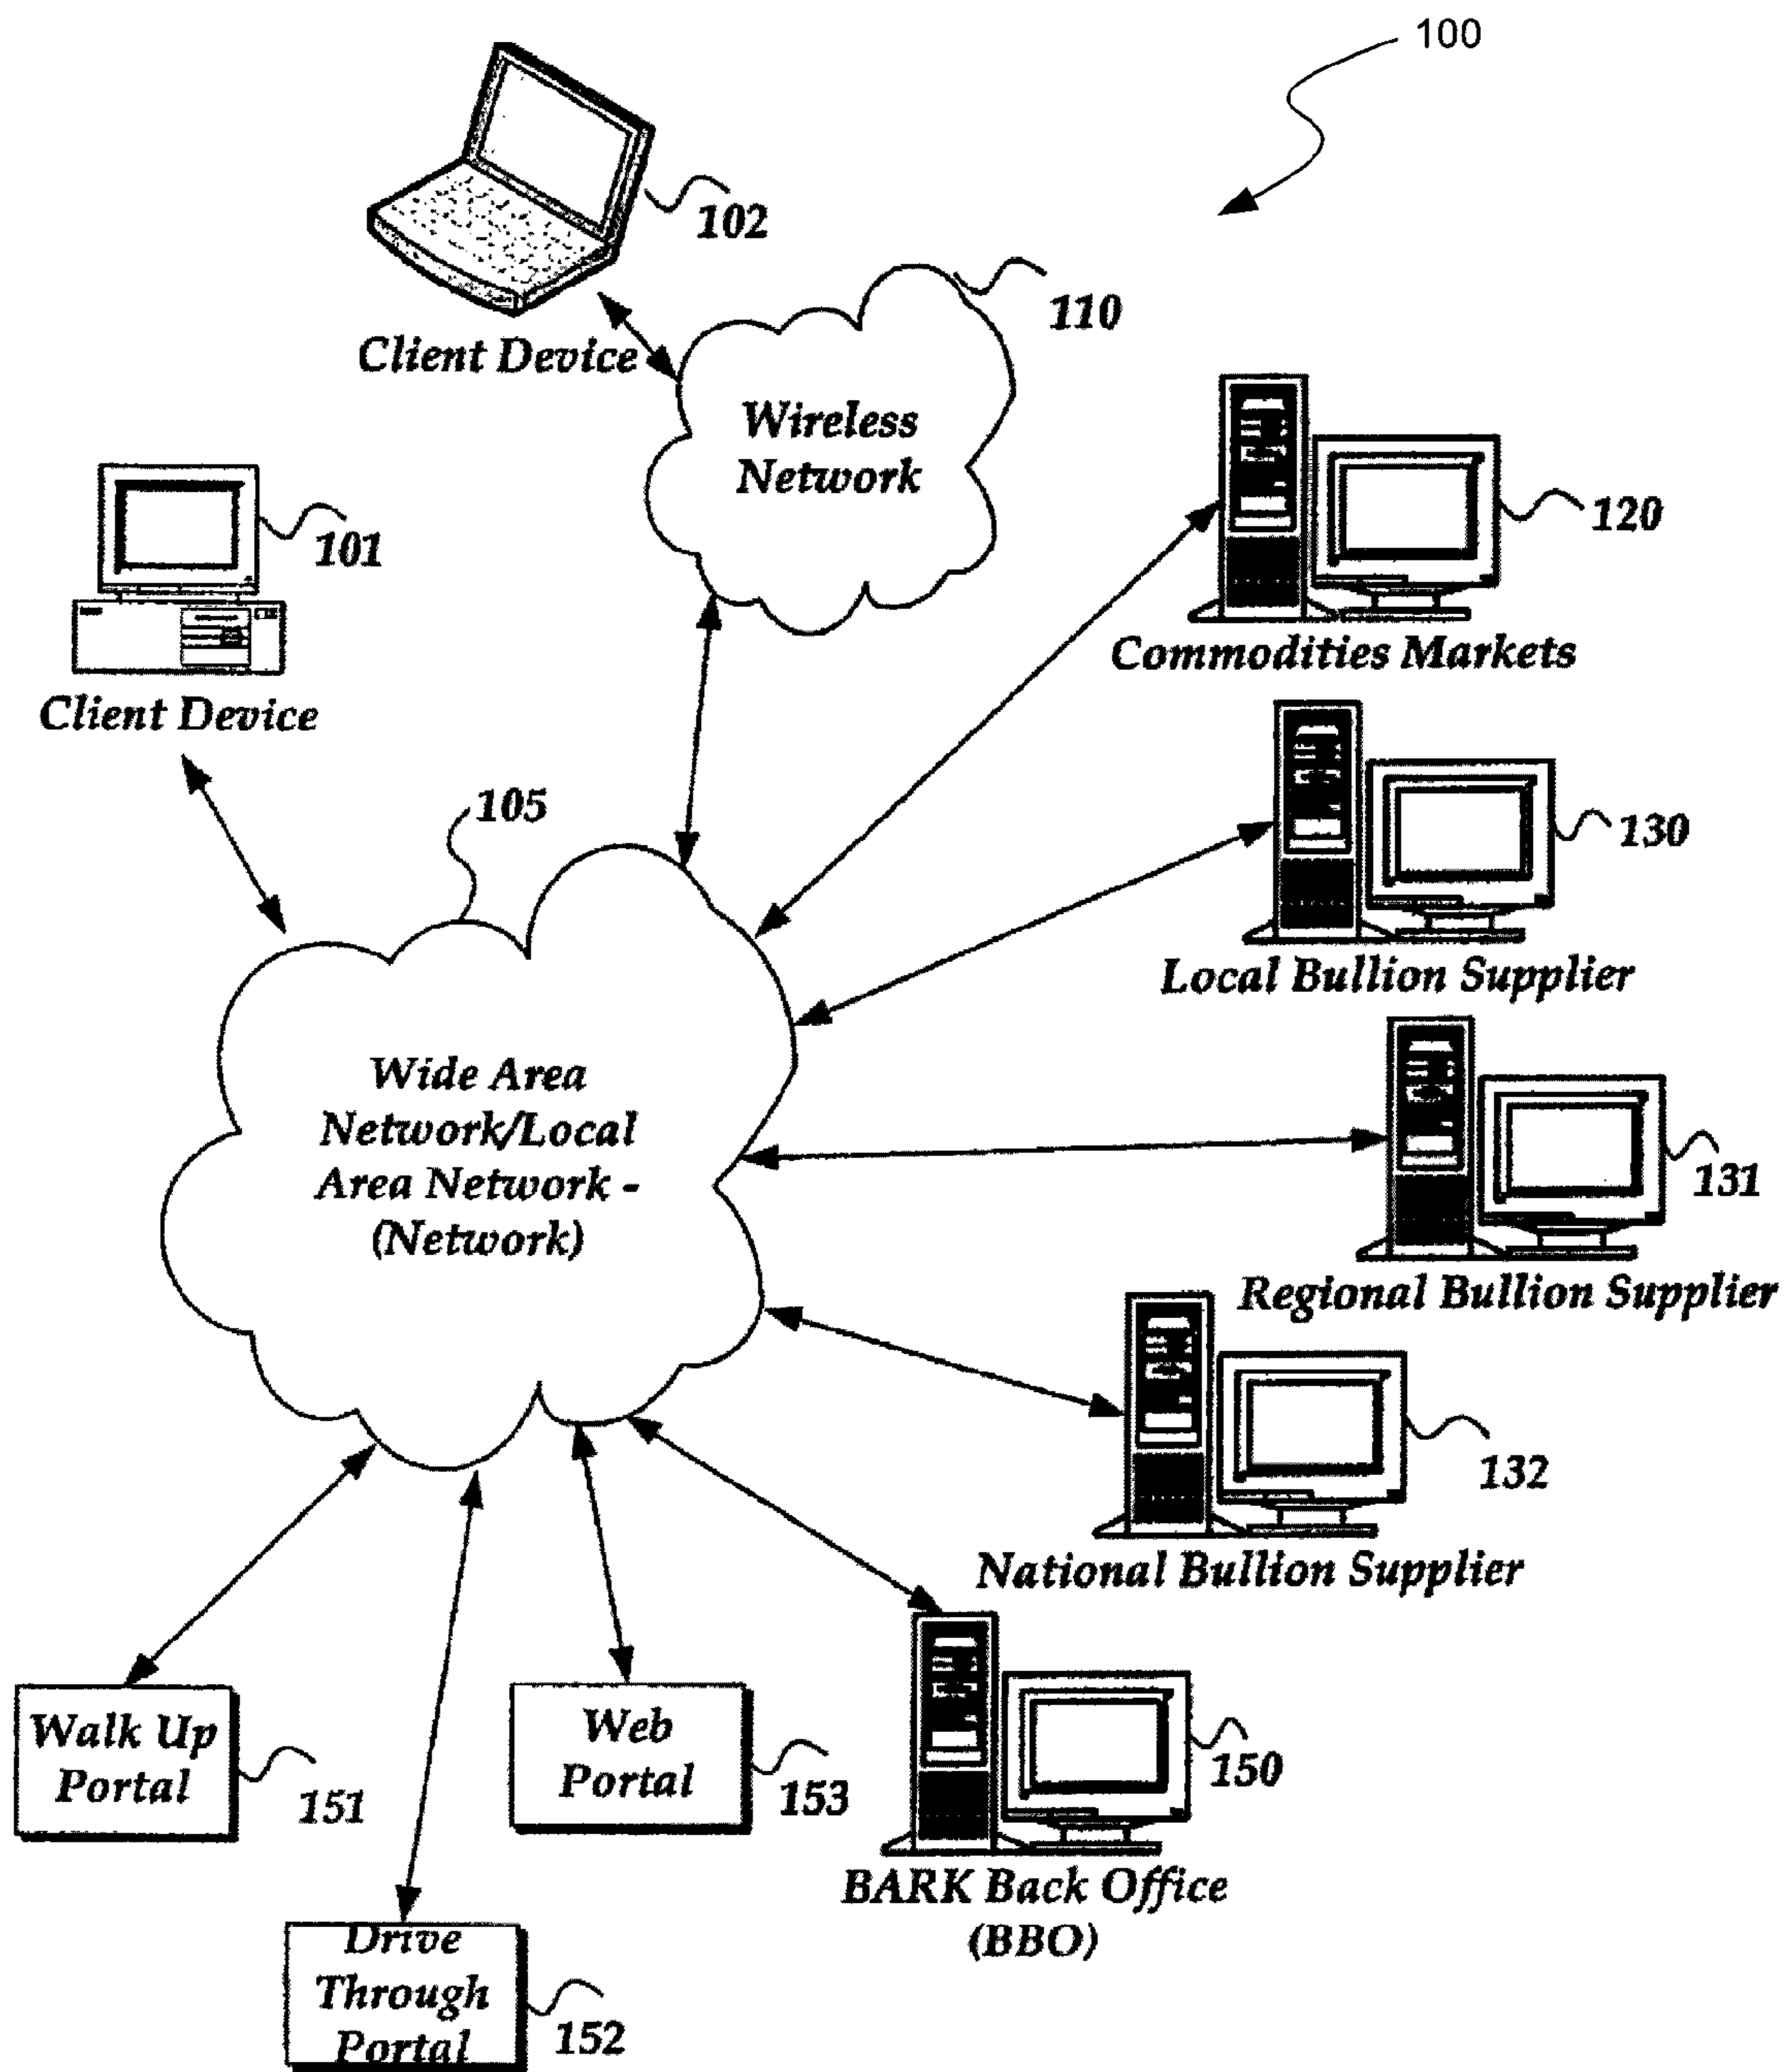 100
102
Client Device
110
Wireless
Network
101
Client Device
120
Commodities Markets
105
130
Local Bullion Supplier
Wide Area
Network/Local
Area Network -
(Network)
131
Regional Bullion Supplier
132
National Bullion Supplier
Walk Up
Portal
151
Web
Portal
153
150
BARK Back Office
(BBO)
Drive
Through
Portal
152